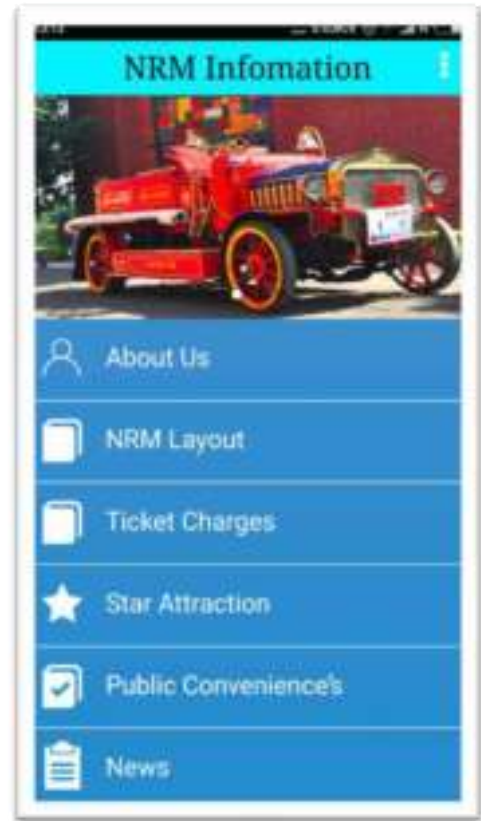 NRM Infomation
About Us
NRM Layout
Ticket Charges
Star Attraction
Public Convenience's
News